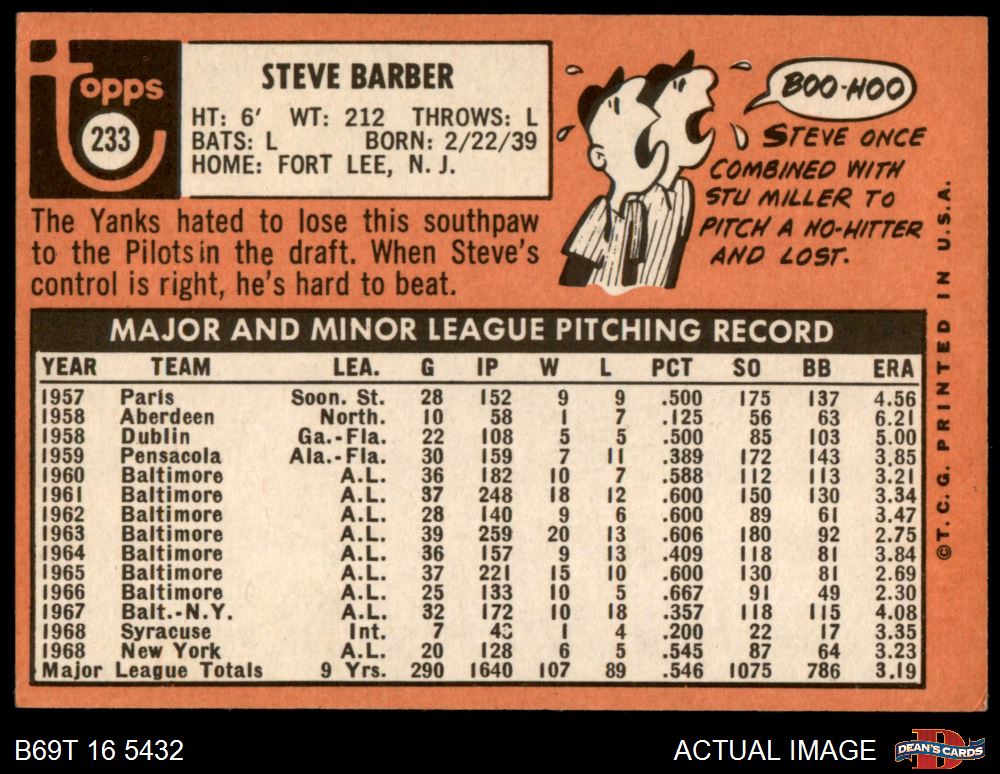 topps
233
STEVE BARBER
HT: 6' WT: 212 THROWS: L
BATS: L BORN: 2/22/39
HOME: FORT LEE, N. J.
The Yanks hated to lose this southpaw
to the Pilots in the draft. When Steve's
control is right, he's hard to beat.
BOO-HOO
STEVE ONCE
COMBINED WITH
STU MILLER TO
PITCH A NO-HITTER
AND LOST.
©T. C. G. PRINTED IN U.S.A.
MAJOR AND MINOR LEAGUE PITCHING RECORD
YEAR TEAM LEA. G IP W L PCT SO BB ERA
1957 Paris Soon. St. 28 152 9 9 .500 175 137 4.56
1958 Aberdeen North. 10 58 1 7 .125 56 63 6.21
1958 Dublin Ga.-Fla. 22 108 5 5 .500 85 103 5.00
1959 Pensacola Ala.-Fla. 30 159 7 11 .389 172 143 3.85
1960 Baltimore A.L. 36 182 10 7 .588 112 113 3.21
1961 Baltimore A.L. 37 248 18 12 .600 150 130 3.34
1962 Baltimore A.L. 28 140 9 6 .600 89 61 3.47
1963 Baltimore A.L. 39 259 20 13 .606 180 92 2.75
1964 Baltimore A.L. 36 157 9 13 .409 118 81 3.84
1965 Baltimore A.L. 37 221 15 10 .600 130 81 2.69
1966 Baltimore A.L. 25 133 10 5 .667 91 49 2.30
1967 Balt.-N.Y. A.L. 32 172 10 18 .357 118 115 4.08
1968 Syracuse Int. 7 1 4 .200 22 17 3.35
1968 New York A.L. 20 128 6 5 .545 87 64 3.23
Major League Totals 9 Yrs. 290 1640 107 89 .546 1075 786 3.19
B69T 16 5432
ACTUAL IMAGE
D
DEAN'S CARDS